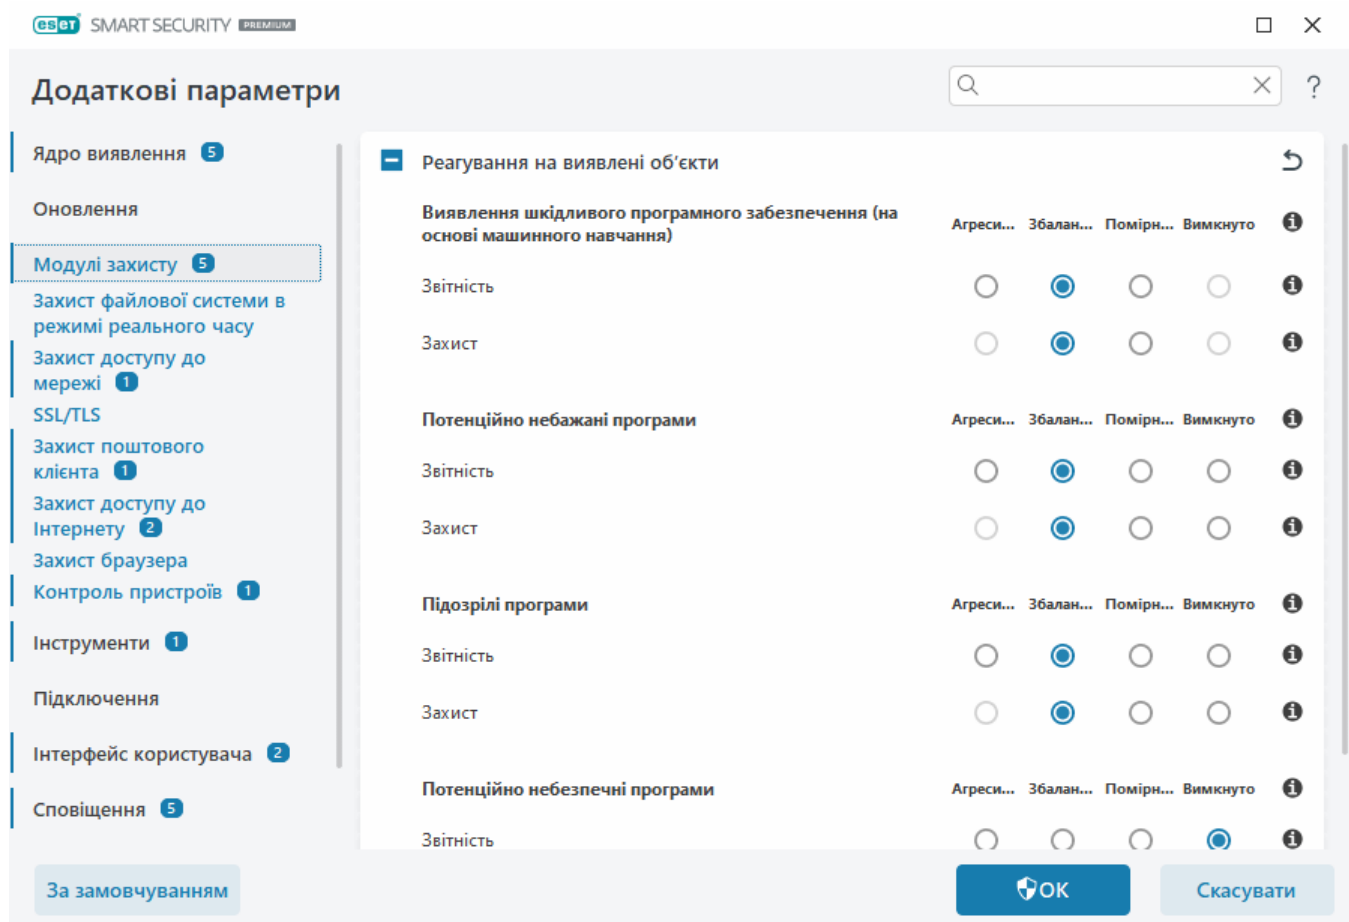 eset SMART SECURITY PREMIUM
Додаткові параметри
?
Ядро виявлення 5
Оновлення
Модулі захисту 5
Захист файлової системи в
режимі реального часу
Захист доступу до
мережі 1
SSL/TLS
Захист поштового
клієнта 1
Захист доступу до
Інтернету 2
Захист браузера
Контроль пристроїв 1
Інструменти 1
Підключення
Інтерфейс користувача 2
Сповіщення 5
Реагування на виявлені об'єкти
Виявлення шкідливого програмного забезпечення (на
основі машинного навчання)
Агреси... Збалан... Помірн... Вимкнуто
Звітність
Захист
Потенційно небажані програми Агреси... Збалан... Помірн... Вимкнуто
Звітність
Захист
Підозрілі програми Агреси... Збалан... Помірн... Вимкнуто
Звітність
Захист
Потенційно небезпечні програми Агреси... Збалан... Помірн... Вимкнуто
Звітність
За замовчуванням
ОК
Скасувати